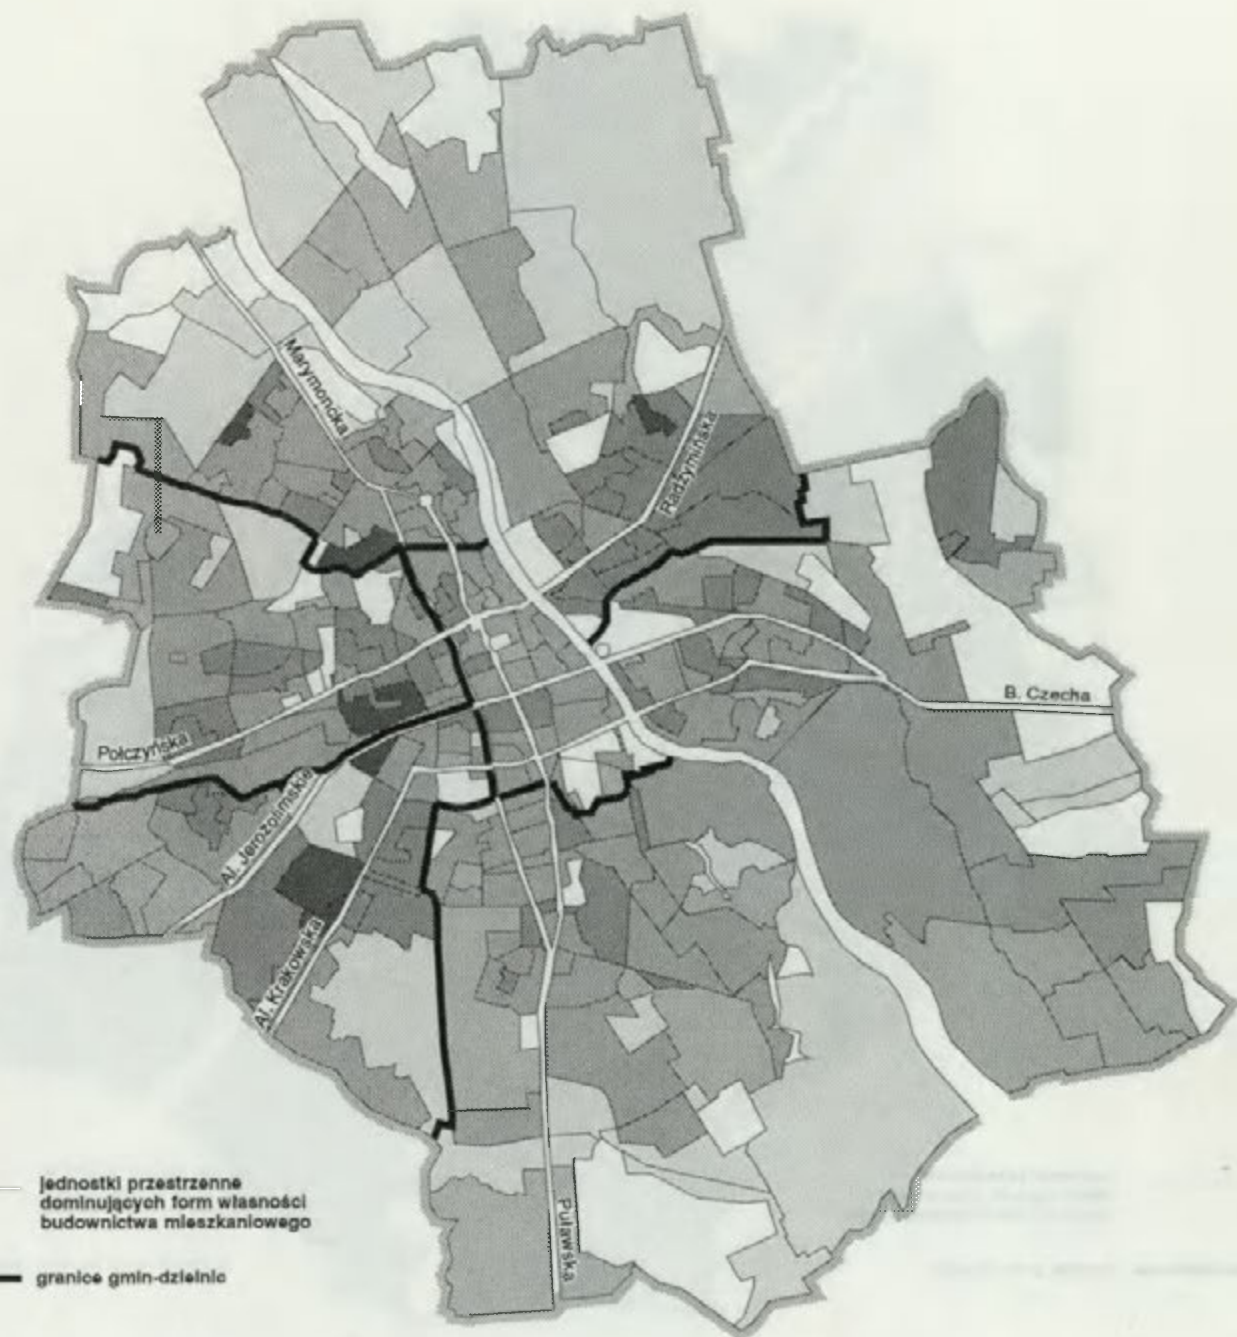 Marymoncka
Radzymińska
B. Czecha
Połczyńska
Al. Jerozolimskie
Al. Krakowska
Puławska
jednostki przestrzenne
dominujących form własności
budownictwa mieszkaniowego
granice gmin-dzielnic